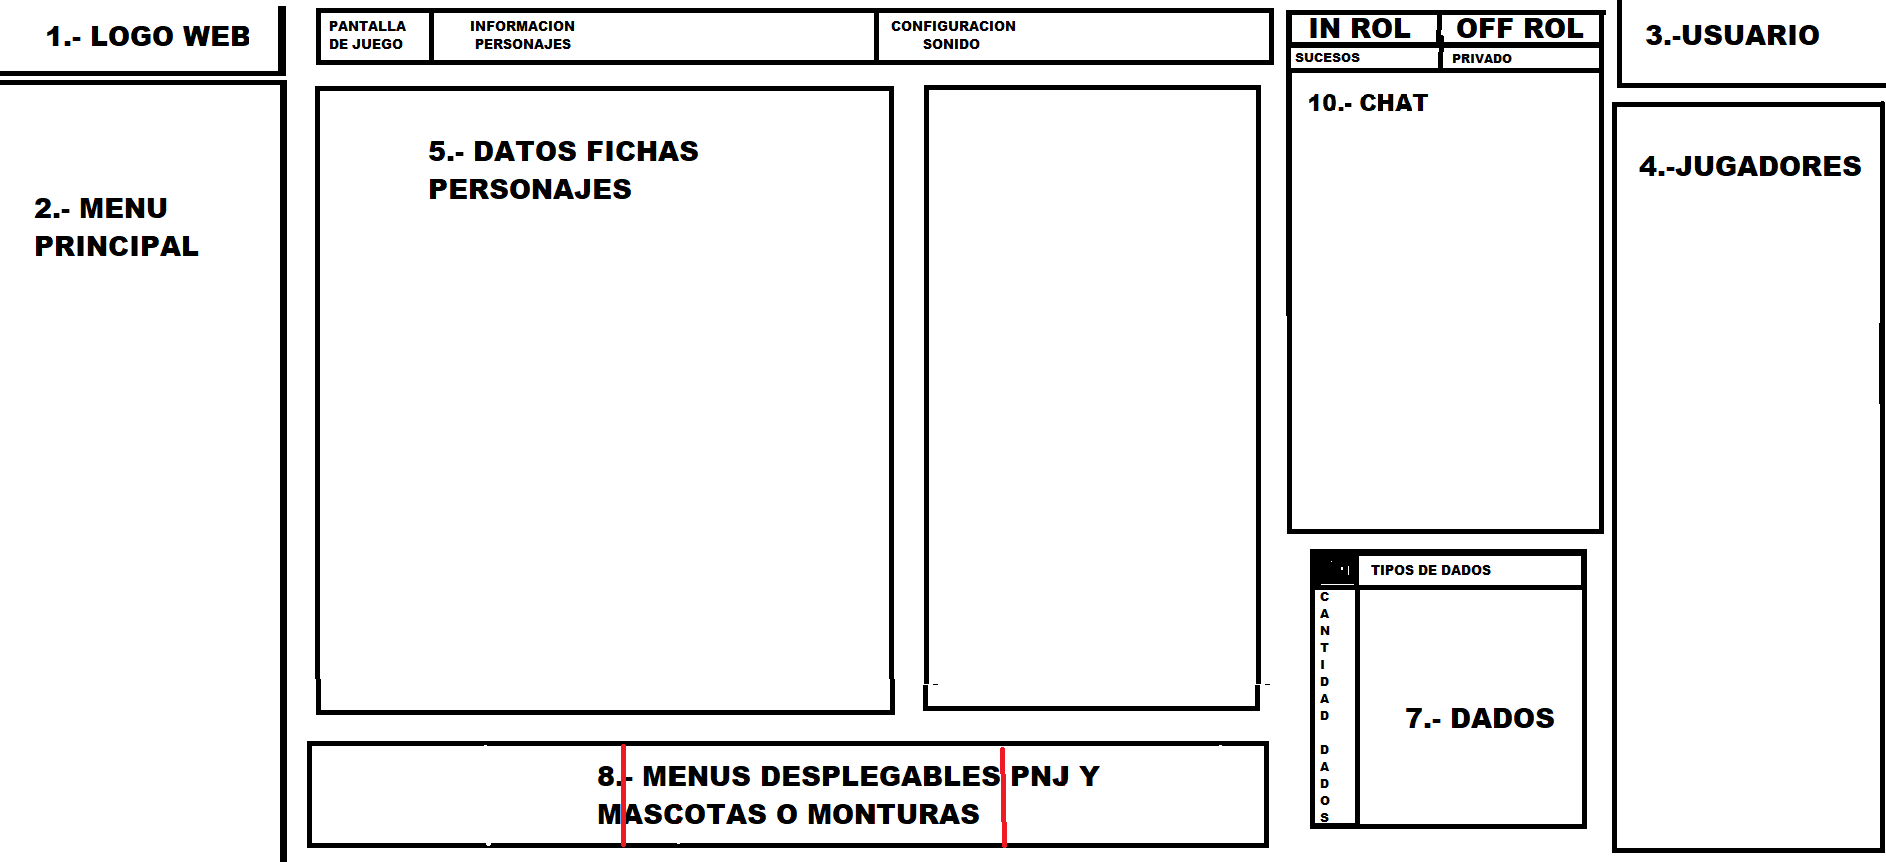 1.- LOGO WEB
PANTALLA
DE JUEGO
INFORMACION
PERSONAJES
CONFIGURACION
SONIDO
IN ROL
OFF ROL
SUCESOS
PRIVADO
3.-USUARIO
2.- MENU
PRINCIPAL
5.- DATOS FICHAS
PERSONAJES
10.- CHAT
4.-JUGADORES
TIPOS DE DADOS
CANTIDAD DADOS
7.- DADOS
8.- MENUS DESPLEGABLES PNJ Y
MASCOTAS O MONTURAS